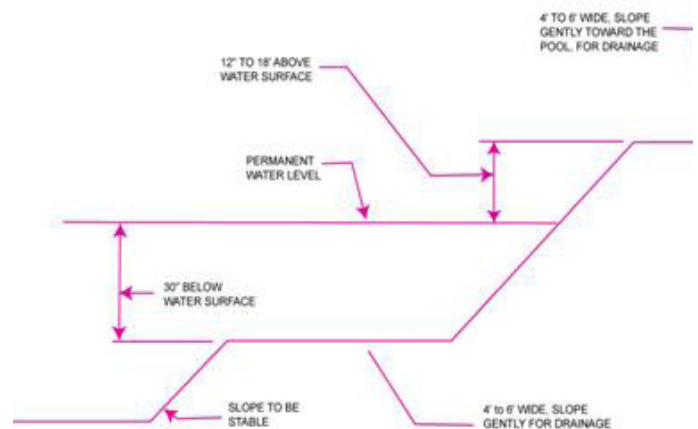 4' TO 6' WIDE, SLOPE
GENTLY TOWARD THE
POOL, FOR DRAINAGE
12" TO 18' ABOVE
WATER SURFACE
PERMANENT
WATER LEVEL
30" BELOW
WATER SURFACE
SLOPE TO BE
STABLE
4' to 6' WIDE, SLOPE
GENTLY FOR DRAINAGE